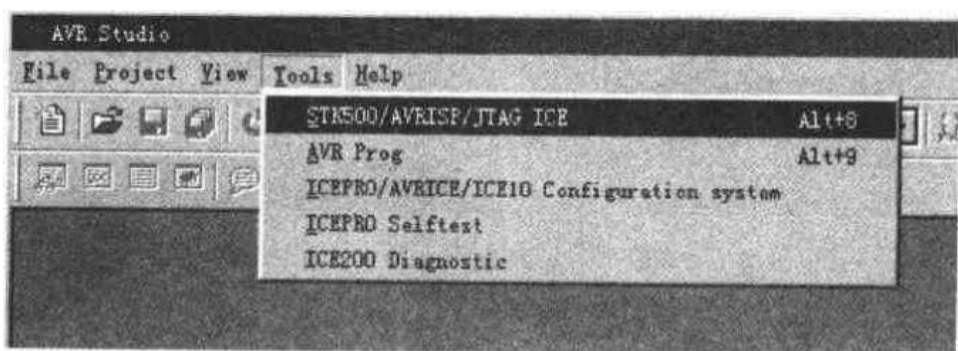 AVR Studio
File Project View Tools Help
STK500/AVRISP/JTAG ICE Alt+8
AVR Prog Alt+9
ICEPRO/AVRICE/ICE10 Configuration system
ICEPRO Selftest
ICE200 Diagnostic